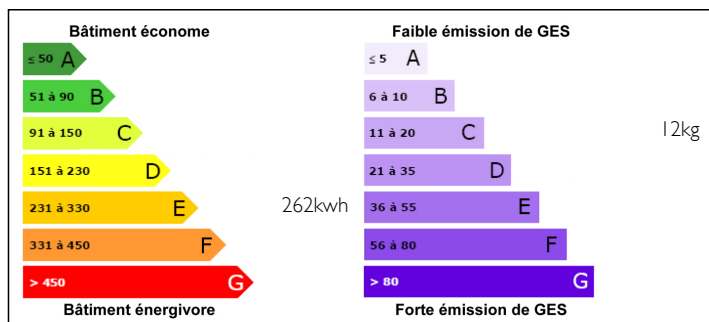 Bâtiment économe
≤ 50 A
51 à 90 B
91 à 150 C
151 à 230 D
231 à 330 E
262kwh
331 à 450 F
> 450 G
Bâtiment énergivore
Faible émission de GES
≤ 5 A
6 à 10 B
11 à 20 C
12kg
21 à 35 D
36 à 55 E
56 à 80 F
> 80 G
Forte émission de GES